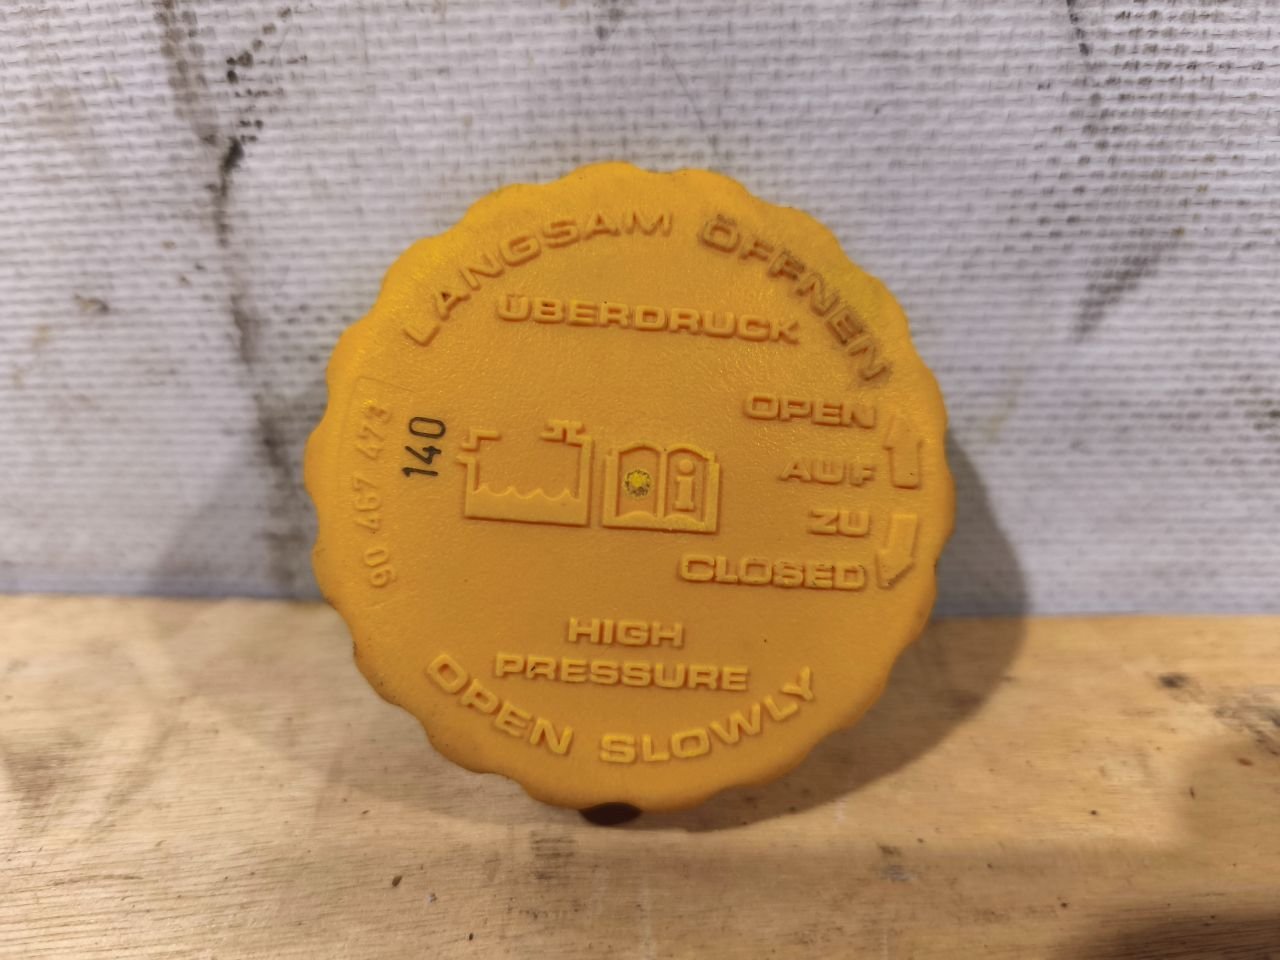 LANGSAM ÖFFNEN
ÜBERDRUCK
OPEN
AUF
ZU
CLOSED
90 467 473
140
i
HIGH
PRESSURE
OPEN SLOWLY